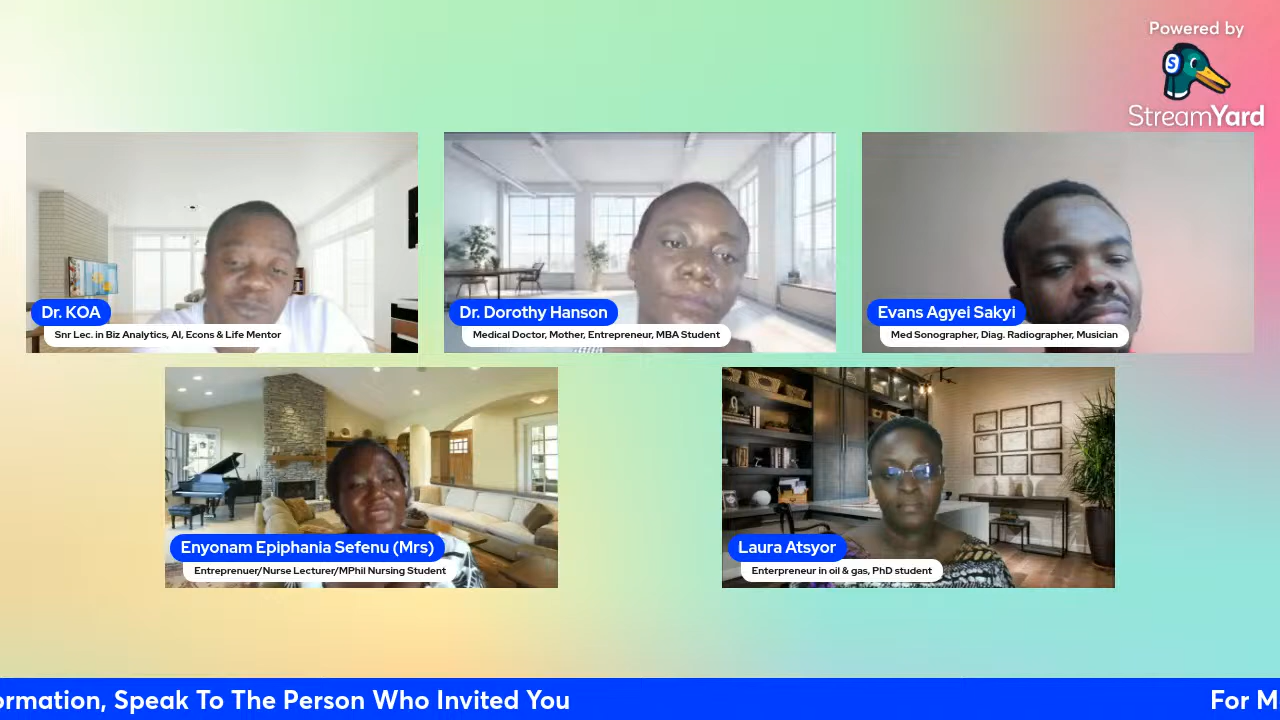 Powered by
S
StreamYard
Dr. KOA
Snr Lec. in Biz Analytics, AI, Econs & Life Mentor
Dr. Dorothy Hanson
Medical Doctor, Mother, Entrepreneur, MBA Student
Evans Agyei Sakyi
Med Sonographer, Diag. Radiographer, Musician
Enyonam Epiphania Sefenu (Mrs)
Entreprenuer/Nurse Lecturer/MPhil Nursing Student
Laura Atsyor
Enterpreneur in oil & gas, PhD student
ormation, Speak To The Person Who Invited You For M